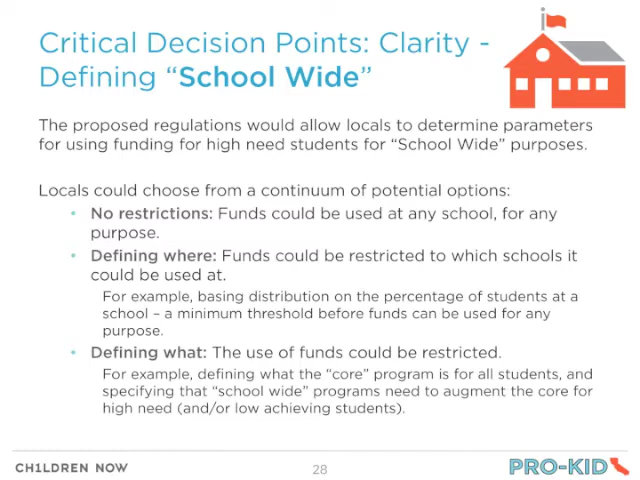 Critical Decision Points: Clarity -
Defining “School Wide”
The proposed regulations would allow locals to determine parameters
for using funding for high need students for “School Wide” purposes.
Locals could choose from a continuum of potential options:
• No restrictions: Funds could be used at any school, for any
purpose.
• Defining where: Funds could be restricted to which schools it
could be used at.
For example, basing distribution on the percentage of students at a
school – a minimum threshold before funds can be used for any
purpose.
• Defining what: The use of funds could be restricted.
For example, defining what the “core” program is for all students, and
specifying that “school wide” programs need to augment the core for
high need (and/or low achieving students).
CH1LDREN NOW
28
PRO-KID